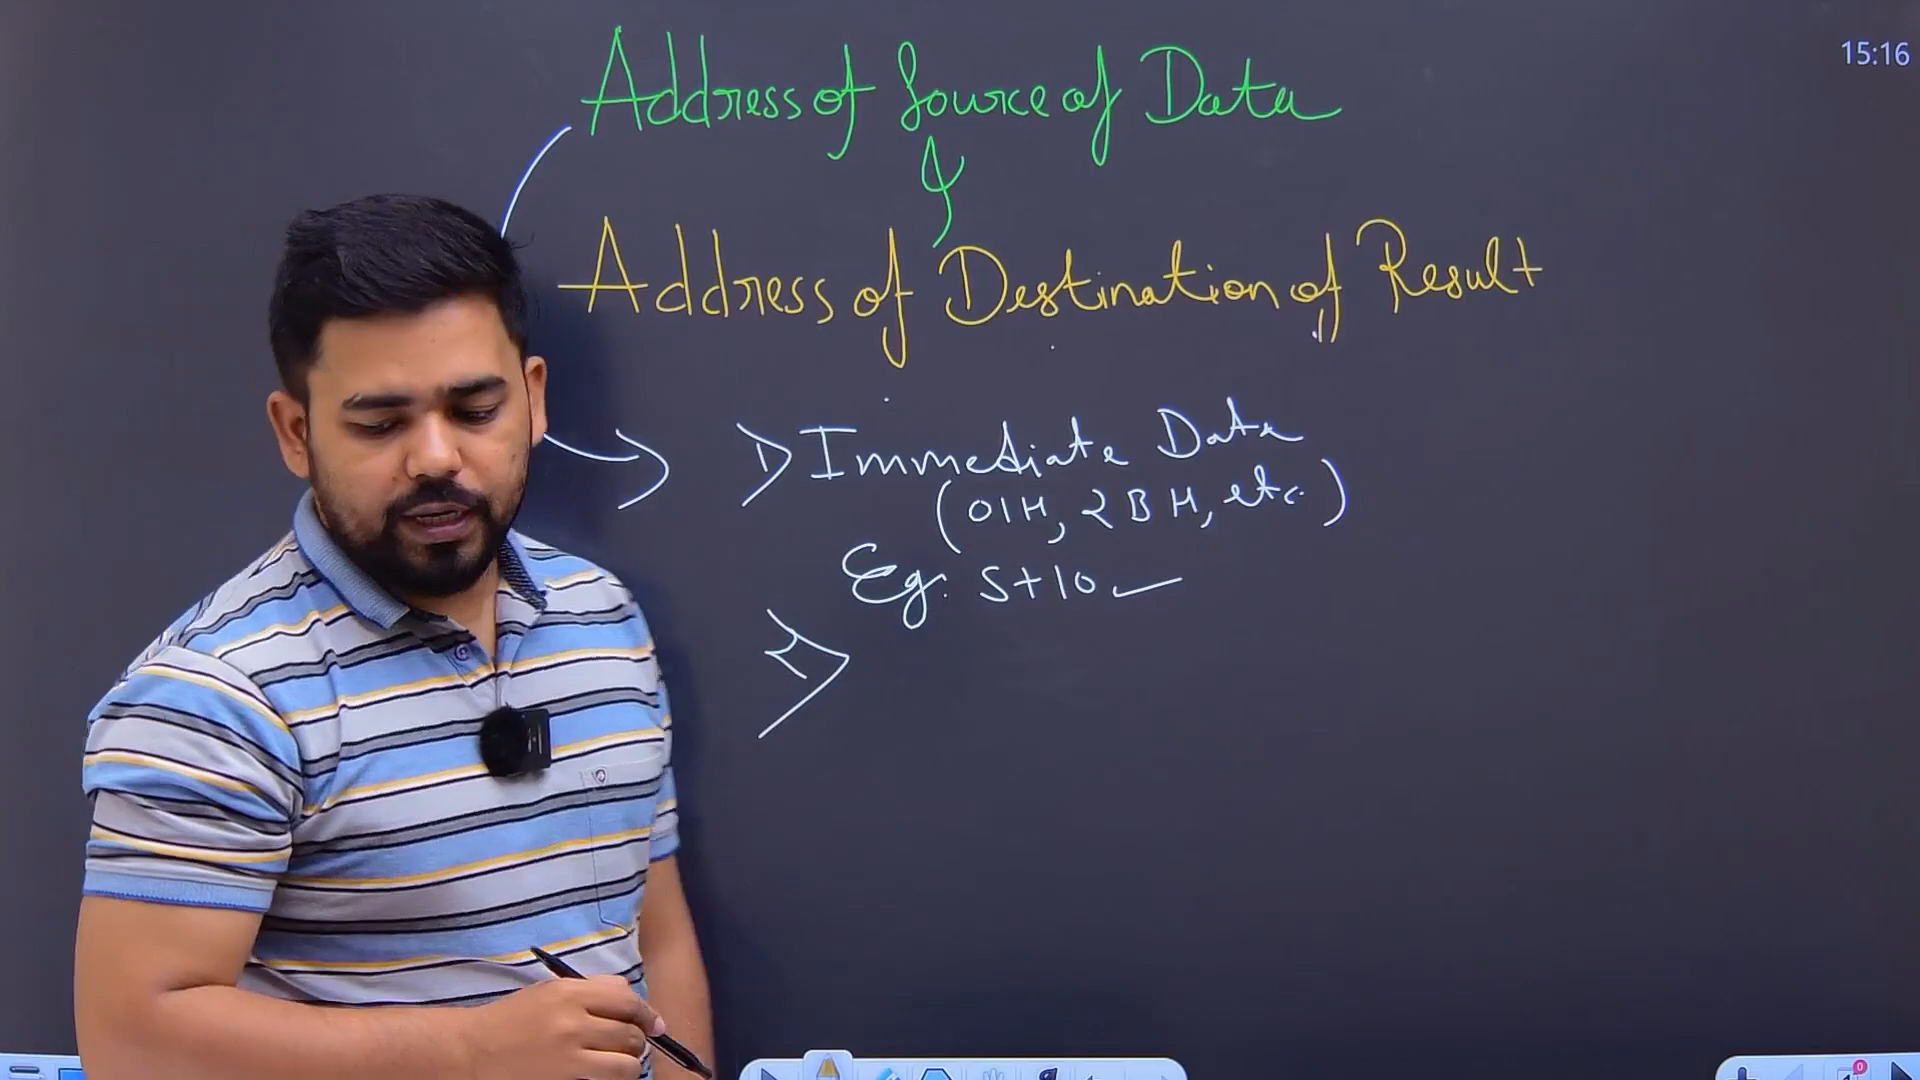 15:16
Address of Source of Data
&
Address of Destination of Result
1> Immediate Data
(01H, 2BH, etc.)
Eg: 5+10
2>
0